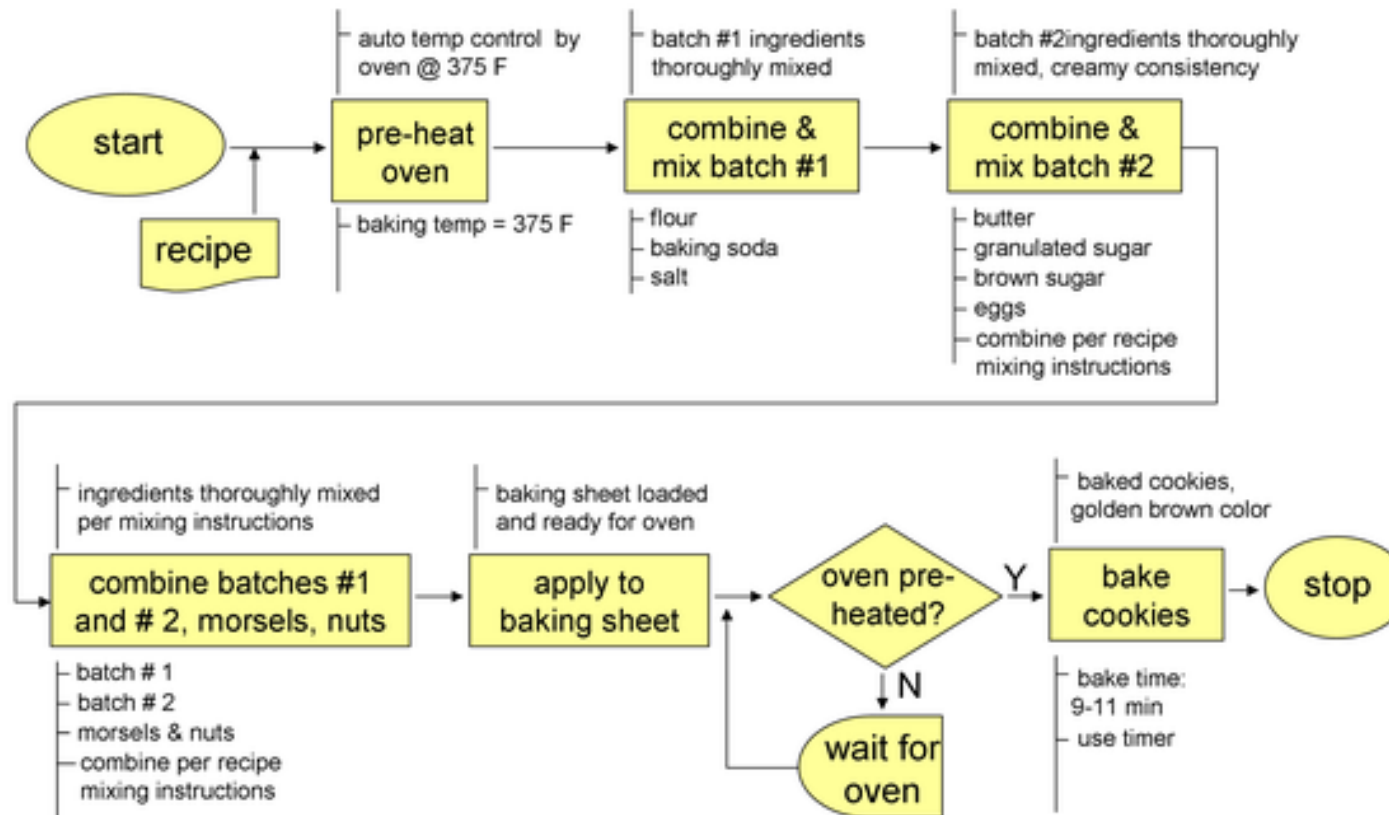 auto temp control by
oven @ 375 F
batch #1 ingredients
thoroughly mixed
batch #2ingredients thoroughly
mixed, creamy consistency
start
pre-heat
oven
combine &
mix batch #1
combine &
mix batch #2
recipe
baking temp = 375 F
flour
baking soda
salt
butter
granulated sugar
brown sugar
eggs
combine per recipe
mixing instructions
ingredients thoroughly mixed
per mixing instructions
baking sheet loaded
and ready for oven
baked cookies,
golden brown color
combine batches #1
and # 2, morsels, nuts
apply to
baking sheet
oven pre-
heated?
Y
bake
cookies
stop
batch # 1
batch # 2
morsels & nuts
combine per recipe
mixing instructions
N
wait for
oven
bake time:
9-11 min
use timer